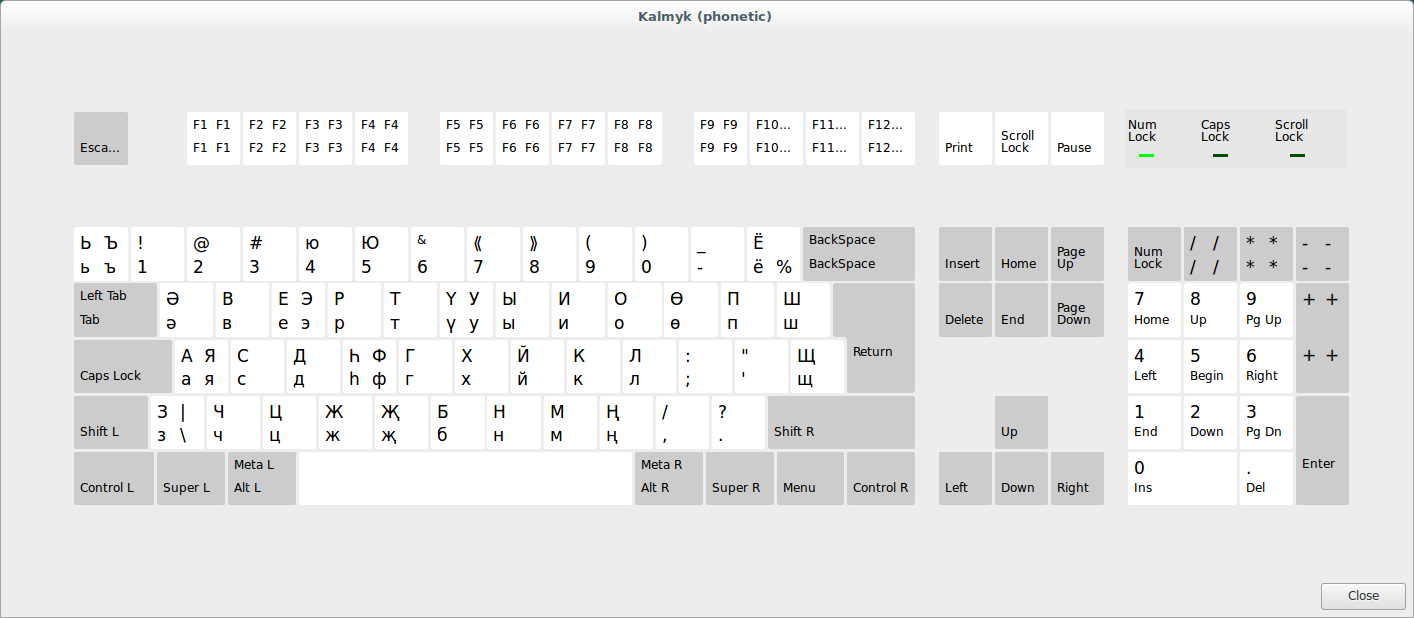 Kalmyk (phonetic)
Esca... F1 F1 F2 F2 F3 F3 F4 F4 F5 F5 F6 F6 F7 F7 F8 F8 F9 F9 F10... F11... F12... Print Scroll Lock Pause Num Lock Caps Lock Scroll Lock
F1 F1 F2 F2 F3 F3 F4 F4 F5 F5 F6 F6 F7 F7 F8 F8 F9 F9 F10... F11... F12...
Ь Ъ ! @ # ю Ю & ⟪ ⟫ ( ) _ Ё BackSpace
ь ъ 1 2 3 4 5 6 7 8 9 0 - ё % BackSpace Insert Home Page Up Num Lock / / * * - -
/ / * * - -
Left Tab Ә В Е Э Р Т Ү У Ы И О Ө П Ш
Tab ә в е э р т ү у ы и о ө п ш Return Delete End Page Down 7 Home 8 Up 9 Pg Up + +
Caps Lock А Я С Д Һ Ф Г Х Й К Л : " Щ
а я с д һ ф г х й к л ; ' щ 4 Left 5 Begin 6 Right + +
Shift L З | Ч Ц Ж Җ Б Н М Ң / ? Shift R
з \ ч ц ж җ б н м ң , . Up 1 End 2 Down 3 Pg Dn Enter
Control L Super L Meta L Meta R Super R Menu Control R
Alt L Alt R Left Down Right 0 Ins . Del
Close